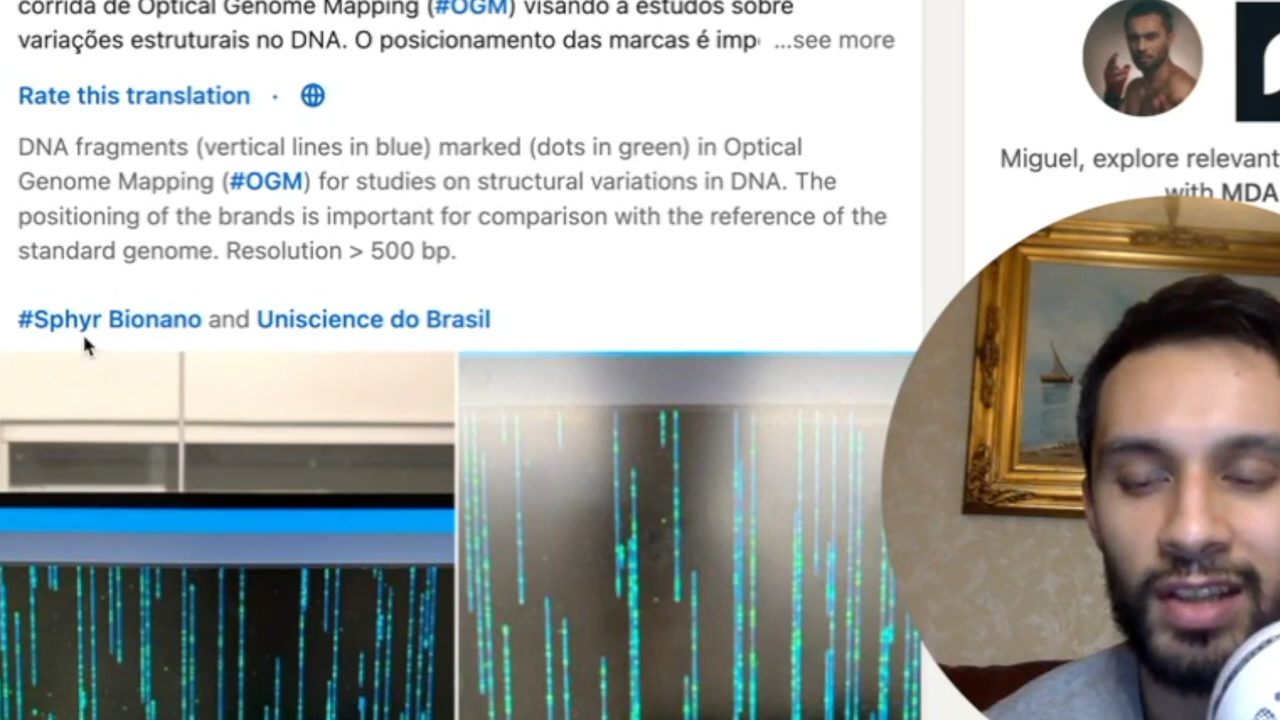 corrida de Optical Genome Mapping (#OGM) visando a estudos sobre
variações estruturais no DNA. O posicionamento das marcas é imp ...see more
Rate this translation ·
DNA fragments (vertical lines in blue) marked (dots in green) in Optical
Genome Mapping (#OGM) for studies on structural variations in DNA. The
positioning of the brands is important for comparison with the reference of the
standard genome. Resolution > 500 bp.
#Sphyr Bionano and Uniscience do Brasil
Miguel, explore relevant
with MDA